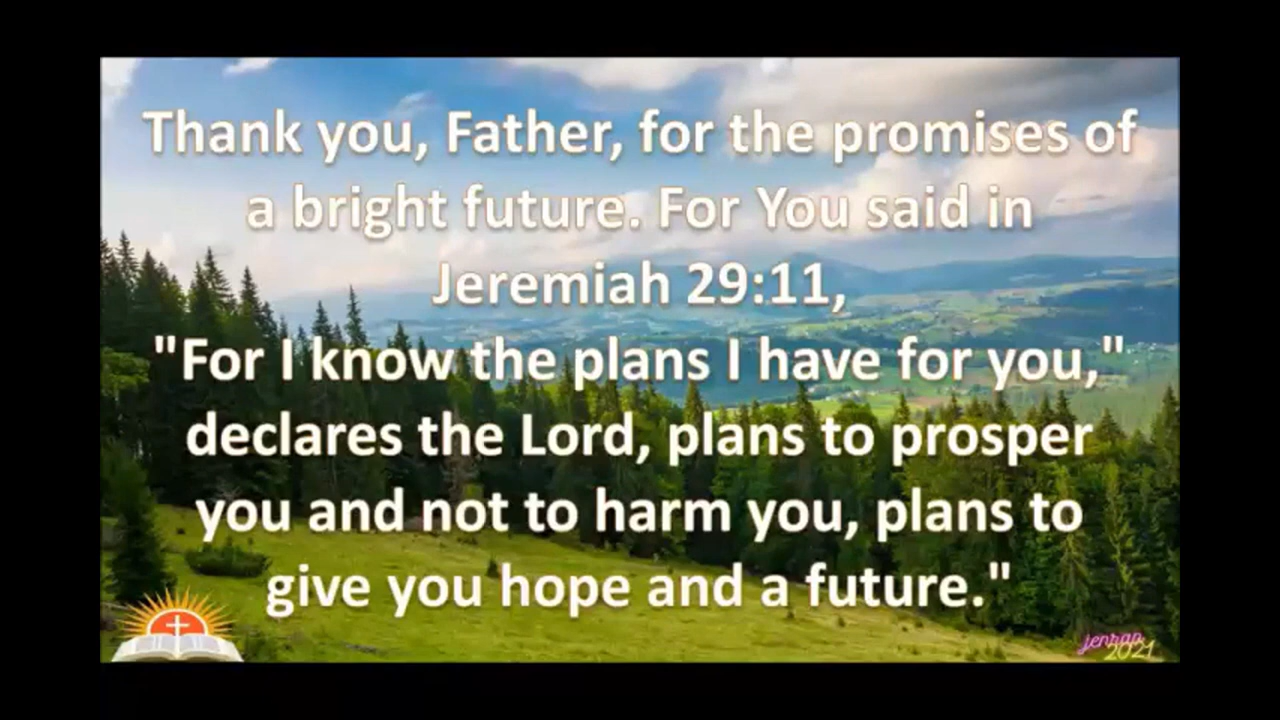 Thank you, Father, for the promises of
a bright future. For You said in
Jeremiah 29:11,
"For I know the plans I have for you,"
declares the Lord, plans to prosper
you and not to harm you, plans to
give you hope and a future."
2021